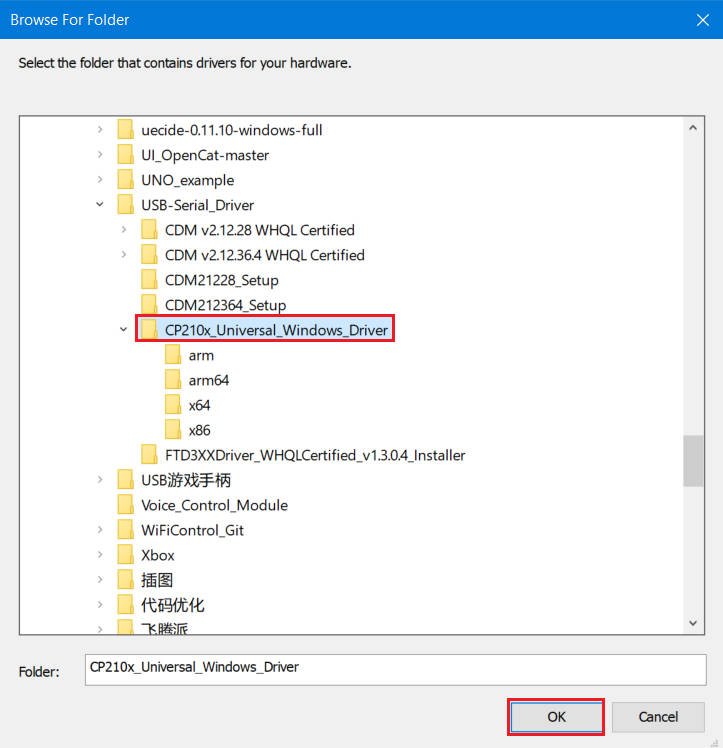 Browse For Folder
Select the folder that contains drivers for your hardware.
uecide-0.11.10-windows-full
UI_OpenCat-master
UNO_example
USB-Serial_Driver
CDM v2.12.28 WHQL Certified
CDM v2.12.36.4 WHQL Certified
CDM21228_Setup
CDM212364_Setup
CP210x_Universal_Windows_Driver
arm
arm64
x64
x86
FTD3XXDriver_WHQLCertified_v1.3.0.4_Installer
USB游戏手柄
Voice_Control_Module
WiFiControl_Git
Xbox
插图
代码优化
飞腾派
Folder: CP210x_Universal_Windows_Driver
OK Cancel